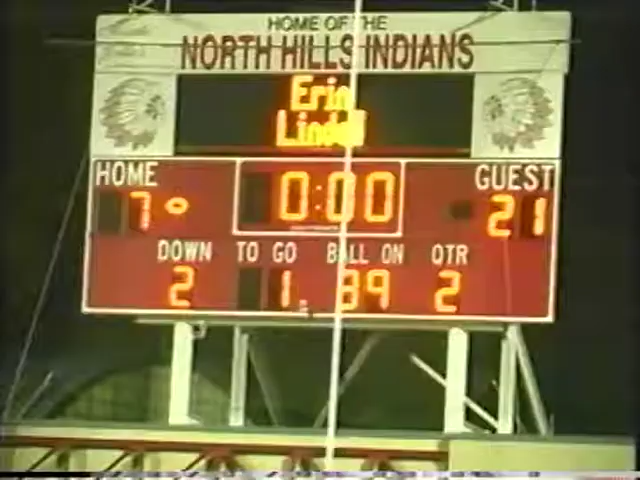 HOME OF THE
NORTH HILLS INDIANS
Erin
HOME
0:00
GUEST
7
21
DOWN TO GO BALL ON QTR
2 1 39 2